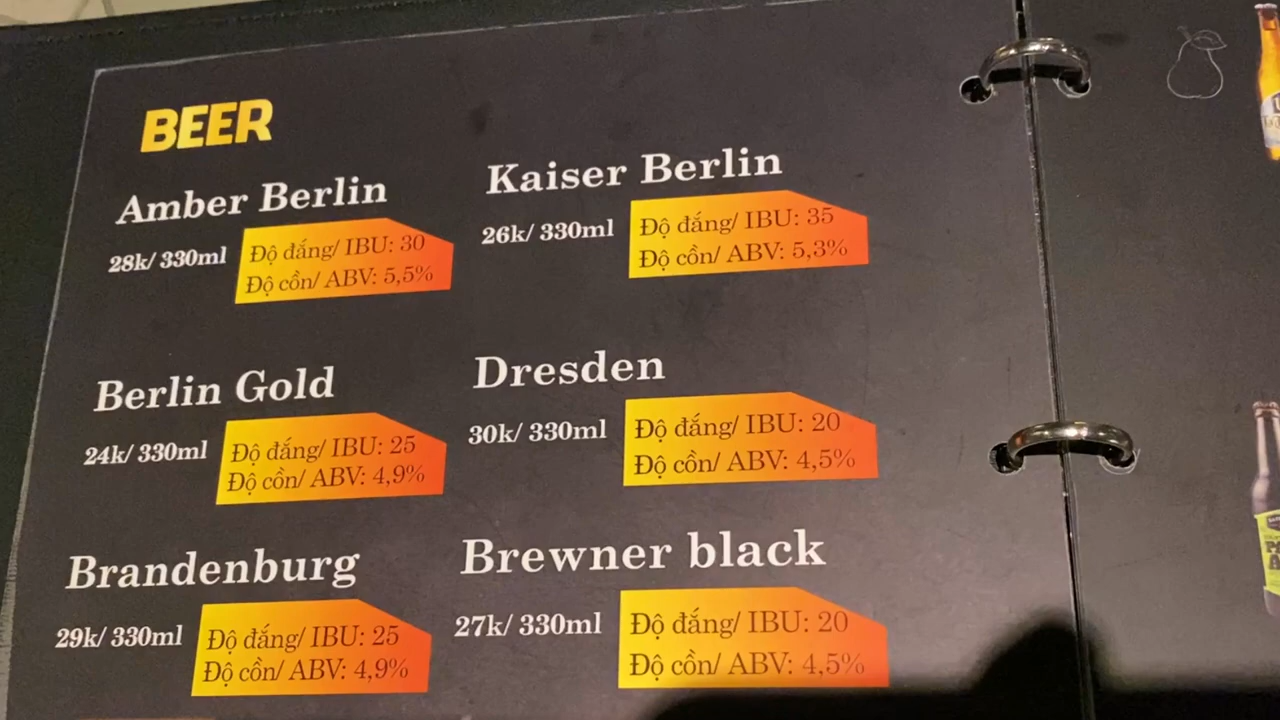 BEER
Amber Berlin
28k/ 330ml
Độ đắng/ IBU: 30
Độ cồn/ ABV: 5,5%
Kaiser Berlin
26k/ 330ml
Độ đắng/ IBU: 35
Độ cồn/ ABV: 5,3%
Berlin Gold
24k/ 330ml
Độ đắng/ IBU: 25
Độ cồn/ ABV: 4,9%
Dresden
30k/ 330ml
Độ đắng/ IBU: 20
Độ cồn/ ABV: 4,5%
Brandenburg
29k/ 330ml
Độ đắng/ IBU: 25
Độ cồn/ ABV: 4,9%
Brewner black
27k/ 330ml
Độ đắng/ IBU: 20
Độ cồn/ ABV: 4,5%